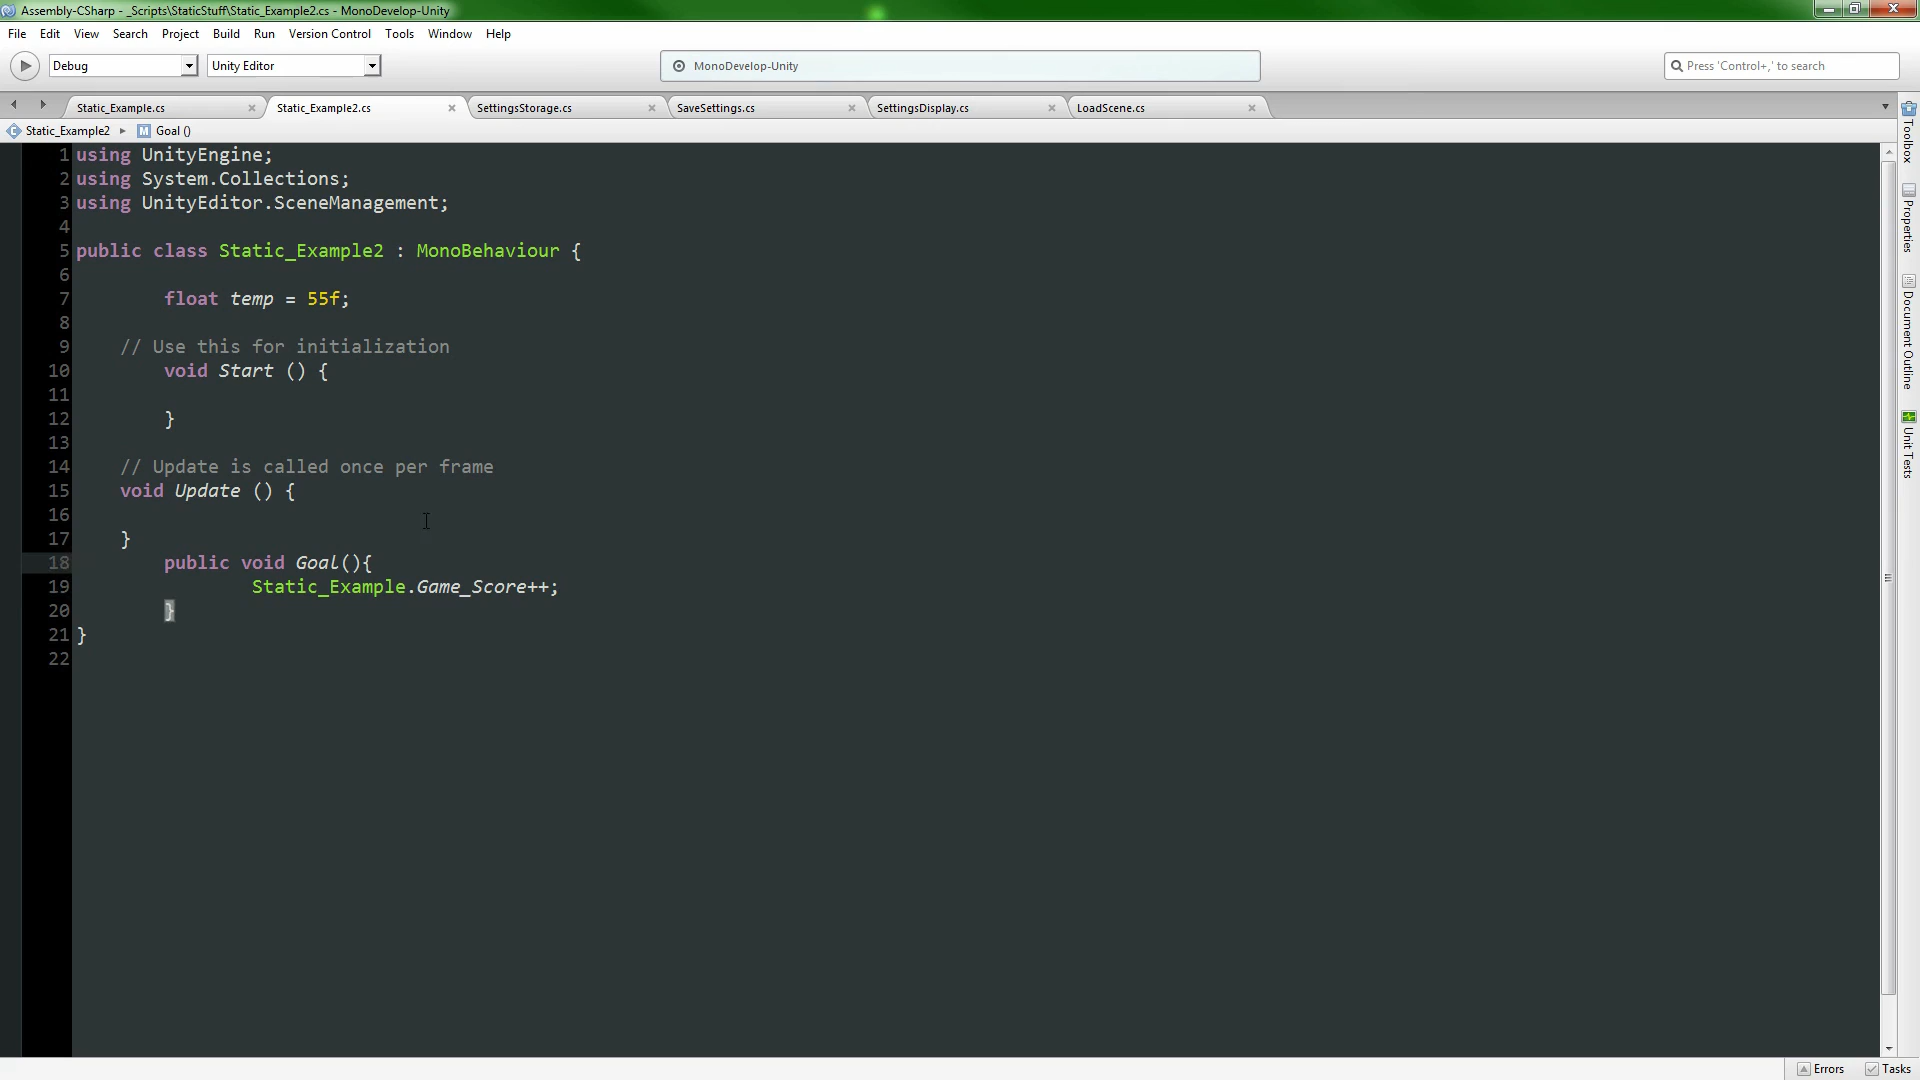 Assembly-CSharp - _Scripts\StaticStuff\Static_Example2.cs - MonoDevelop-Unity
File Edit View Search Project Build Run Version Control Tools Window Help
Debug Unity Editor MonoDevelop-Unity Press 'Control+,' to search
Static_Example.cs Static_Example2.cs SettingsStorage.cs SaveSettings.cs SettingsDisplay.cs LoadScene.cs
Static_Example2 M Goal ()
1 using UnityEngine;
2 using System.Collections;
3 using UnityEditor.SceneManagement;
4
5 public class Static_Example2 : MonoBehaviour {
6
7 float temp = 55f;
8
9 // Use this for initialization
10 void Start () {
11
12 }
13
14 // Update is called once per frame
15 void Update () {
16
17 }
18 public void Goal(){
19 Static_Example.Game_Score++;
20 }
21 }
22
Toolbox
Properties
Document Outline
Unit Tests
Errors Tasks